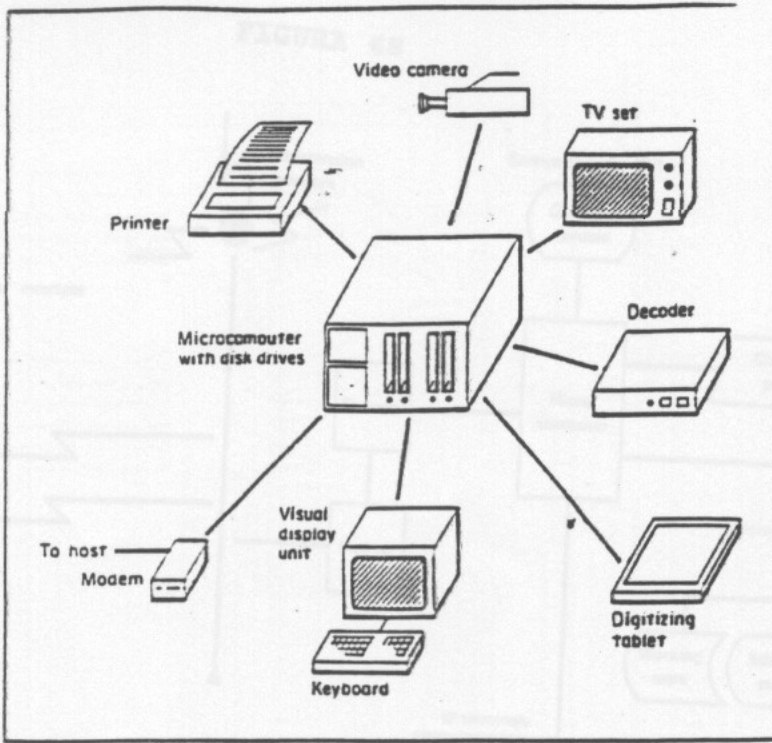 FIGURE
Video camera
TV set
Printer
Decoder
Microcomouter
with disk drives
Visual
display
unit
To host
Modem
Digitizing
tablet
Keyboard